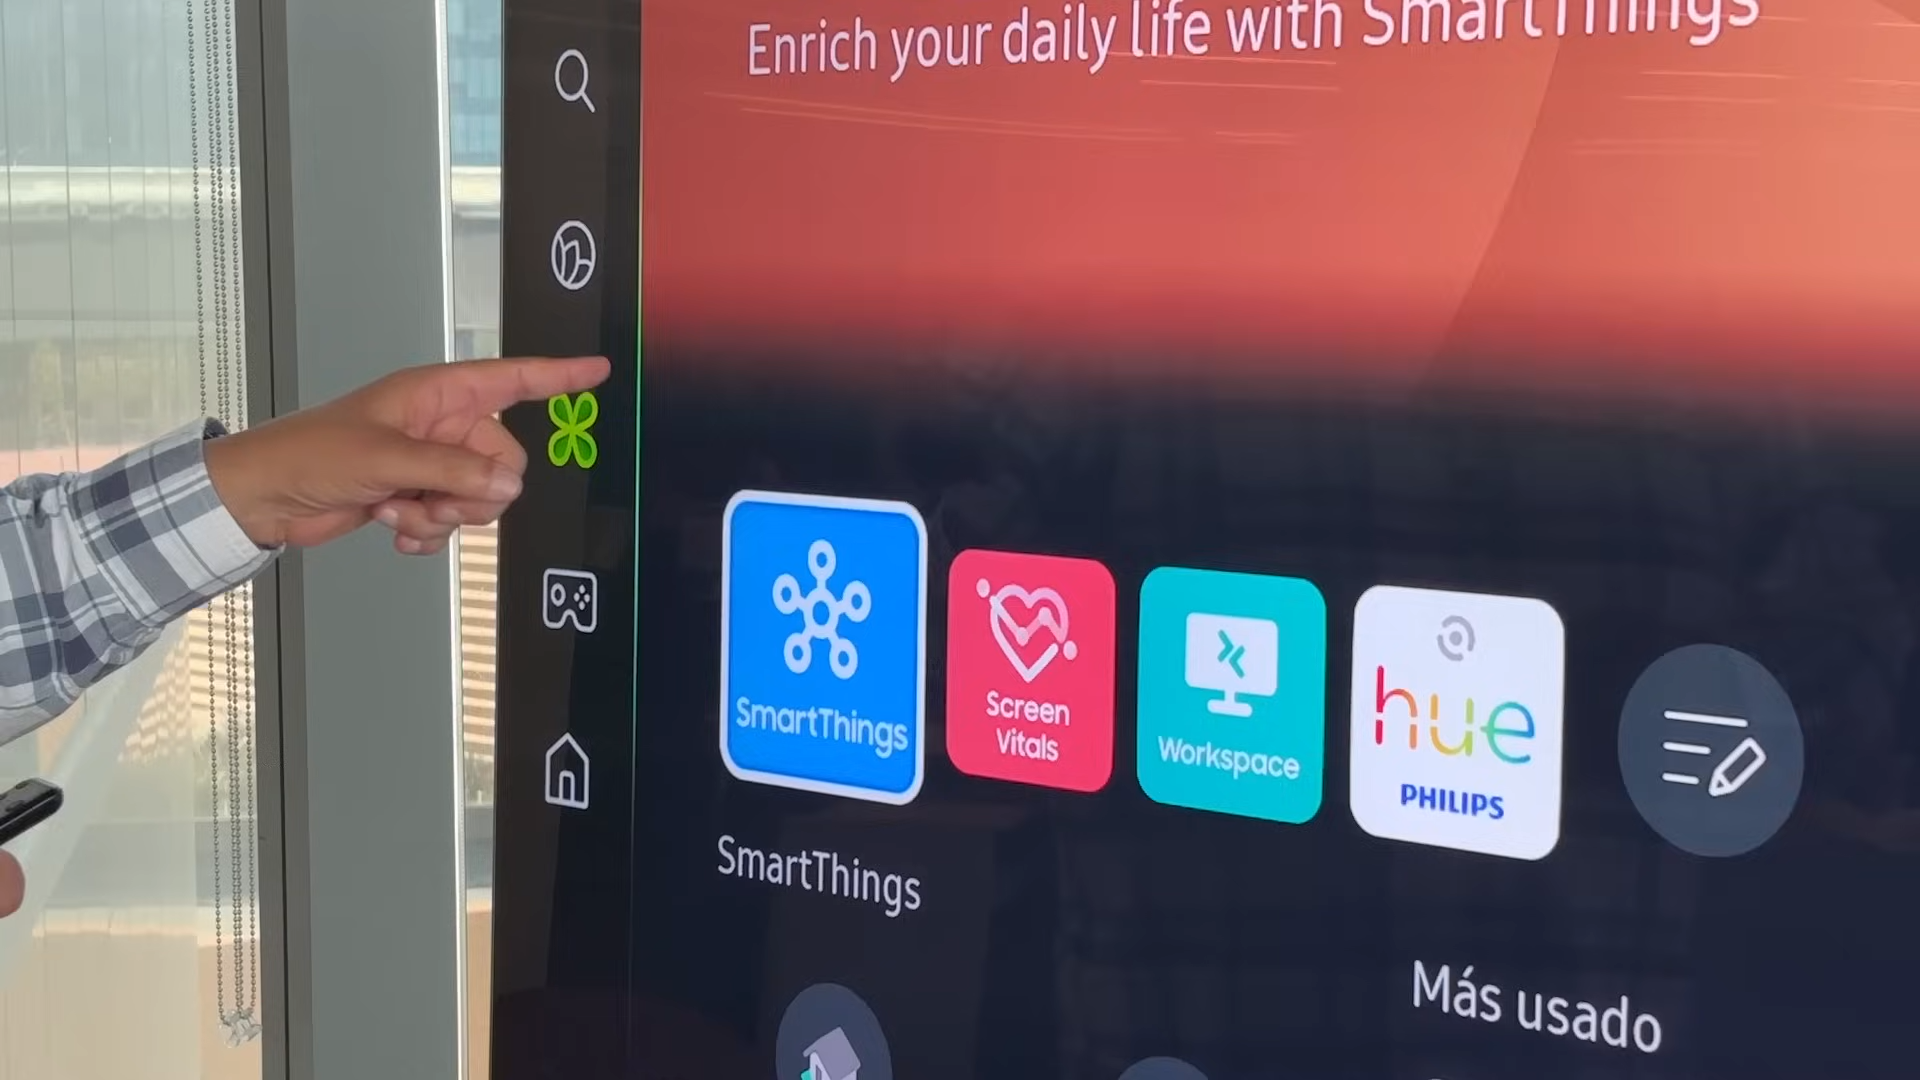 Enrich your daily life with SmartThings
SmartThings
Screen
Vitals
Workspace
hue
PHILIPS
SmartThings
Más usado